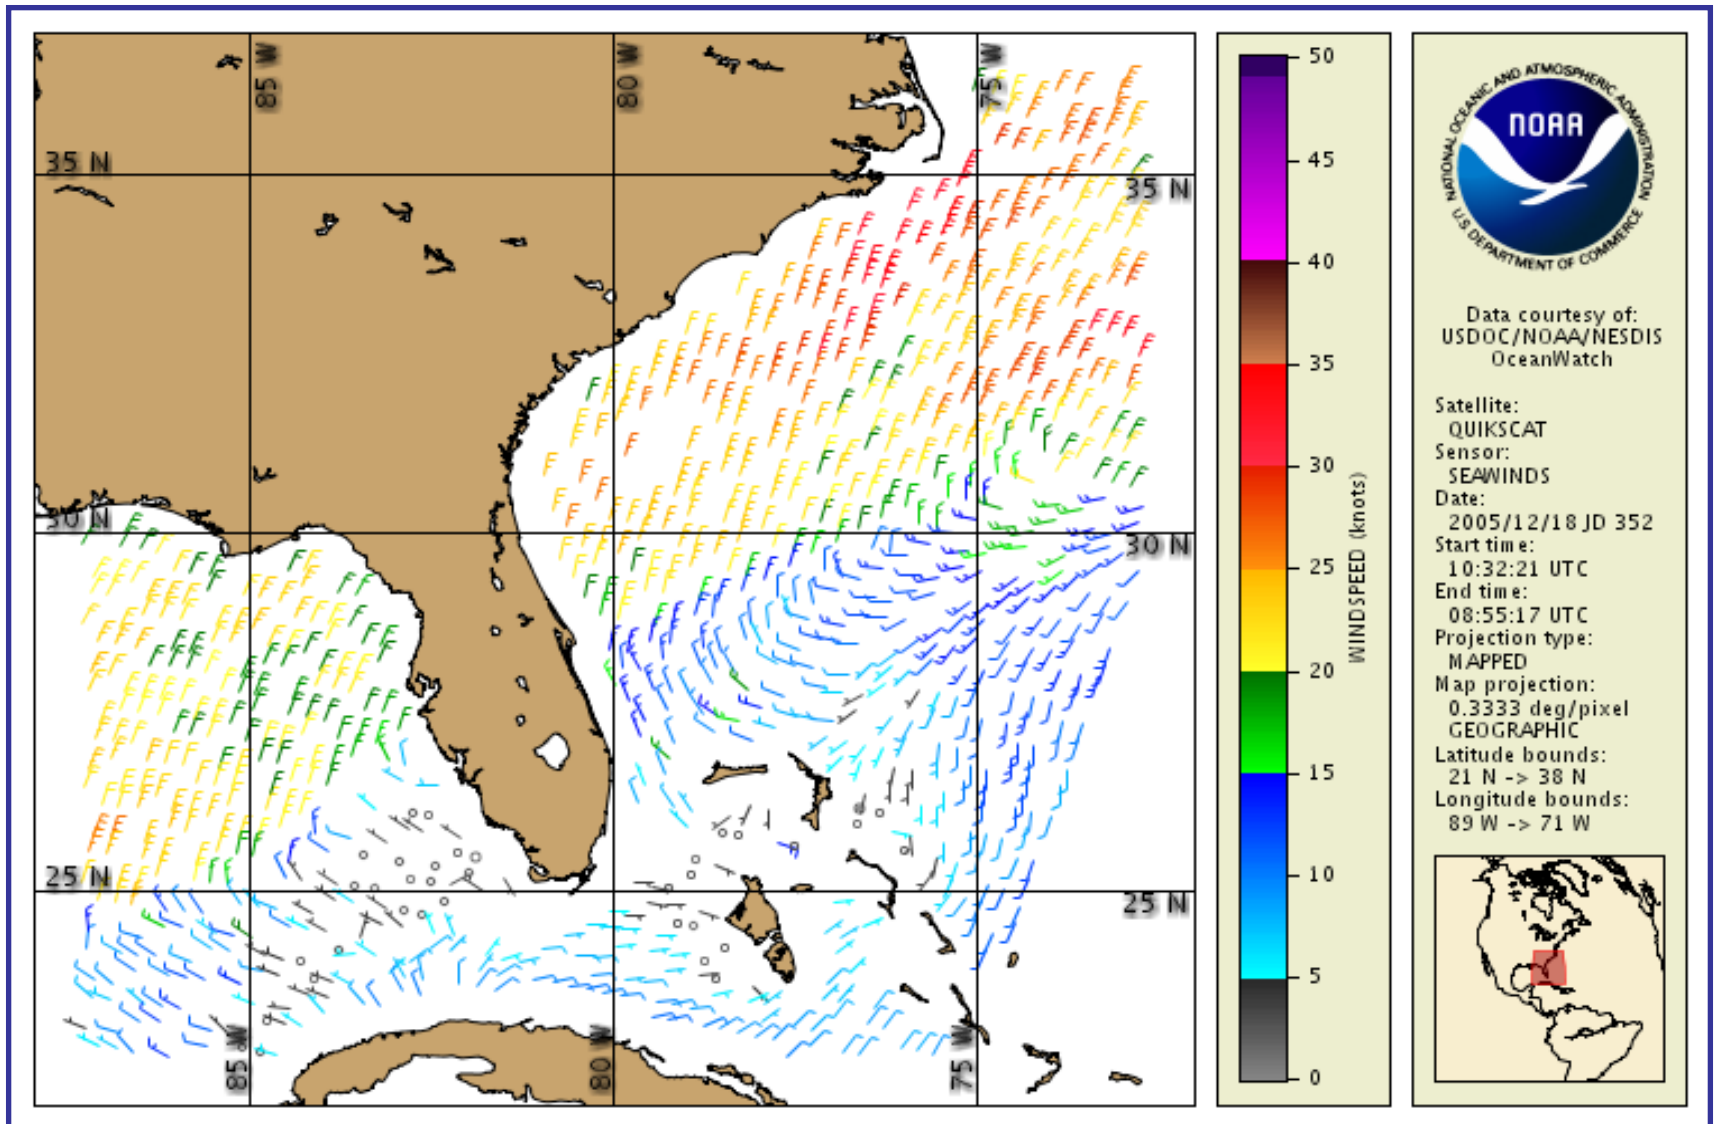 85 W
80 W
75 W
35 N
35 N
30 N
30 N
25 N
25 N
85 W
80 W
75 W
50
45
40
35
30
25
20
15
10
5
0
WINDSPEED (knots)
NATIONAL OCEANIC AND ATMOSPHERIC ADMINISTRATION
NOAA
U.S. DEPARTMENT OF COMMERCE
Data courtesy of:
USDOC/NOAA/NESDIS
OceanWatch
Satellite:
QUIKSCAT
Sensor:
SEAWINDS
Date:
2005/12/18 JD 352
Start time:
10:32:21 UTC
End time:
08:55:17 UTC
Projection type:
MAPPED
Map projection:
0.3333 deg/pixel
GEOGRAPHIC
Latitude bounds:
21 N -> 38 N
Longitude bounds:
89 W -> 71 W